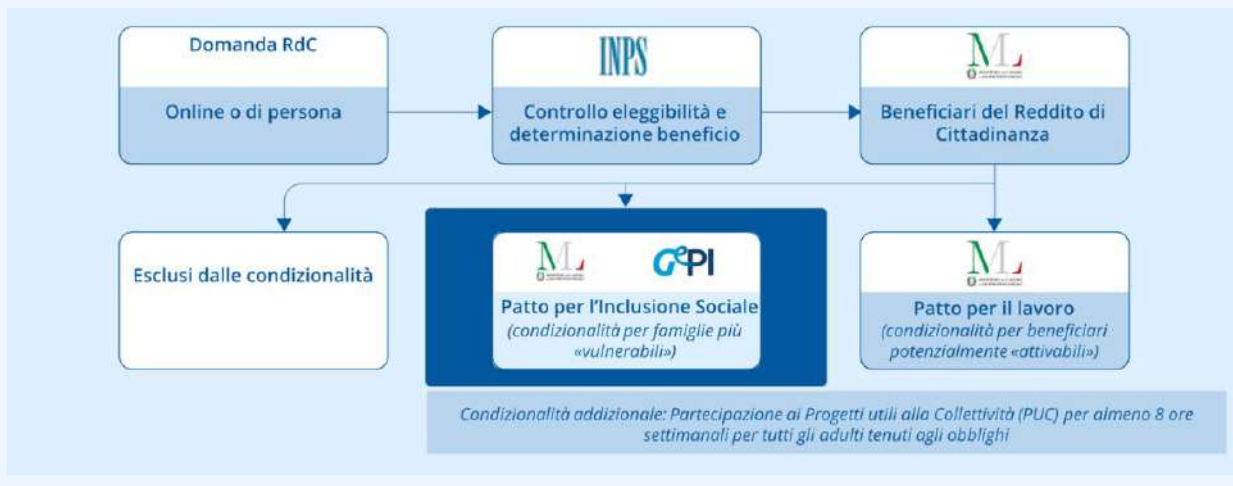 Domanda RdC
Online o di persona
INPS
Controllo eleggibilità e
determinazione beneficio
ML
Beneficiari del Reddito di
Cittadinanza
Esclusi dalle condizionalità
ML
GePI
Patto per l'Inclusione Sociale
(condizionalità per famiglie più
«vulnerabili»)
ML
Patto per il lavoro
(condizionalità per beneficiari
potenzialmente «attivabili»)
Condizionalità addizionale: Partecipazione ai Progetti utili alla Collettività (PUC) per almeno 8 ore
settimanali per tutti gli adulti tenuti agli obblighi